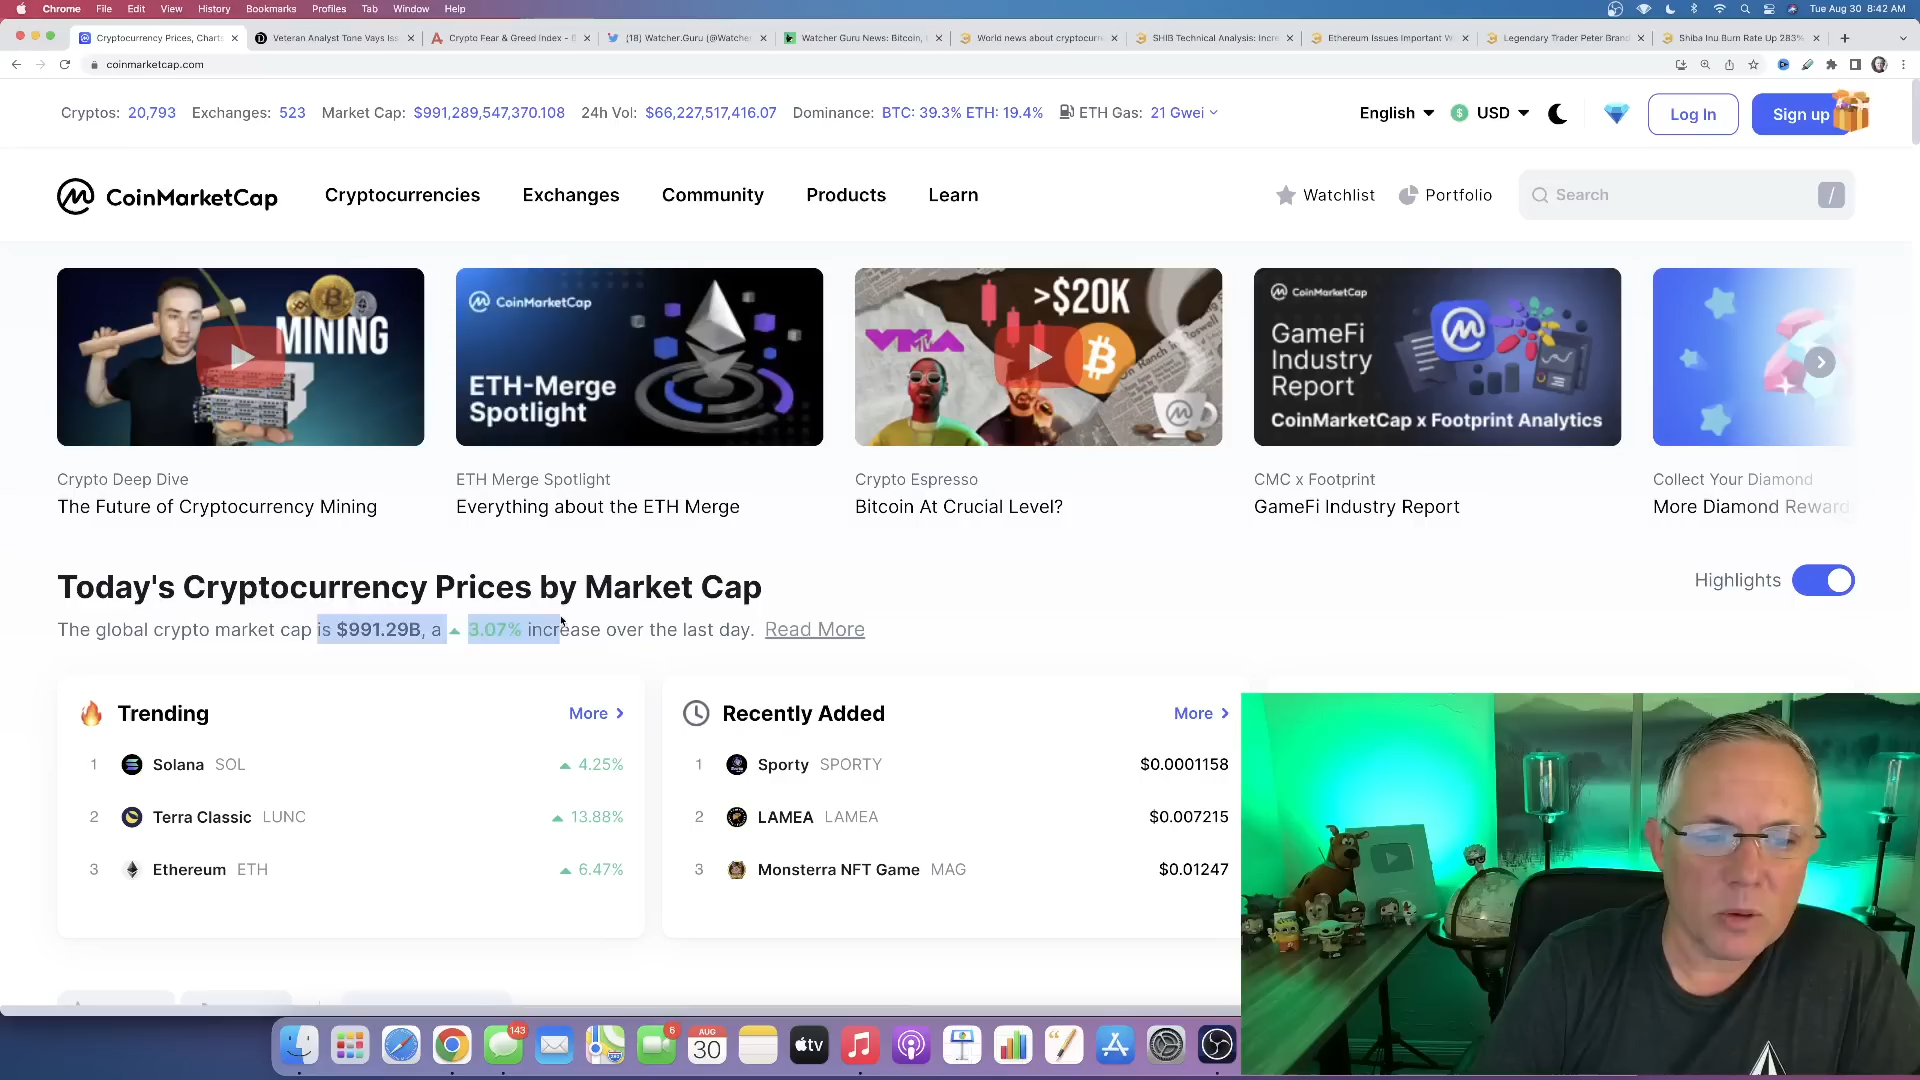 Chrome File Edit View History Bookmarks Profiles Tab Window Help
Tue Aug 30 8:42 AM
Cryptocurrency Prices, Charts
Veteran Analyst Tone Vays Iss
Crypto Fear & Greed Index - B
(18) Watcher.Guru (@Watcher
Watcher Guru News: Bitcoin,
World news about cryptocurr
SHIB Technical Analysis: Incre
Ethereum Issues Important W
Legendary Trader Peter Brand
Shiba Inu Burn Rate Up 283%
coinmarketcap.com
Cryptos: 20,793 Exchanges: 523 Market Cap: $991,289,547,370.108 24h Vol: $66,227,517,416.07 Dominance: BTC: 39.3% ETH: 19.4% ETH Gas: 21 Gwei
English USD Log In Sign up
CoinMarketCap Cryptocurrencies Exchanges Community Products Learn
Watchlist Portfolio Search /
MINING
CoinMarketCap
ETH-Merge
Spotlight
>$20K
VMA
CoinMarketCap
GameFi
Industry
Report
CoinMarketCap x Footprint Analytics
Crypto Deep Dive
The Future of Cryptocurrency Mining
ETH Merge Spotlight
Everything about the ETH Merge
Crypto Espresso
Bitcoin At Crucial Level?
CMC x Footprint
GameFi Industry Report
Collect Your Diamond
More Diamond Reward
Today's Cryptocurrency Prices by Market Cap
Highlights
The global crypto market cap is $991.29B, a 3.07% increase over the last day. Read More
Trending More
1 Solana SOL 4.25%
2 Terra Classic LUNC 13.88%
3 Ethereum ETH 6.47%
Recently Added More
1 Sporty SPORTY $0.0001158
2 LAMEA LAMEA $0.007215
3 Monsterra NFT Game MAG $0.01247
143
6
AUG
30
tv